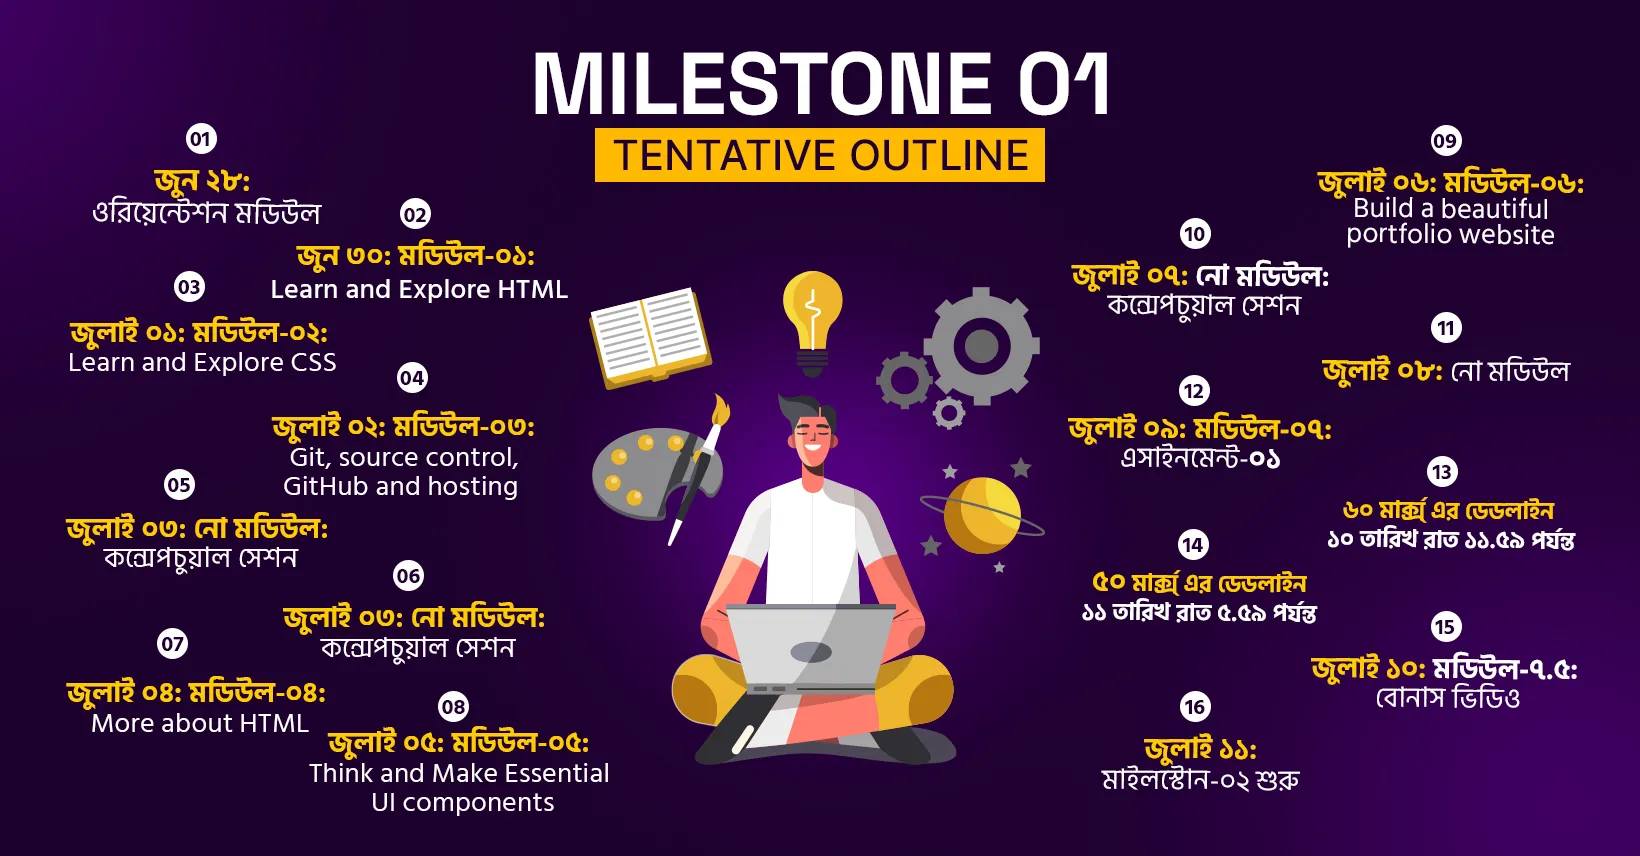 MILESTONE 01
TENTATIVE OUTLINE
01
জুন ২৮:
ওরিয়েন্টেশন মডিউল
02
জুন ৩০: মডিউল-০১:
Learn and Explore HTML
03
জুলাই ০১: মডিউল-০২:
Learn and Explore CSS
04
জুলাই ০২: মডিউল-০৩:
Git, source control,
GitHub and hosting
05
জুলাই ০৩: নো মডিউল:
কন্সেপচুয়াল সেশন
06
জুলাই ০৩: নো মডিউল:
কন্সেপচুয়াল সেশন
07
জুলাই ০৪: মডিউল-০৪:
More about HTML
08
জুলাই ০৫: মডিউল-০৫:
Think and Make Essential
UI components
09
জুলাই ০৬: মডিউল-০৬:
Build a beautiful
portfolio website
10
জুলাই ০৭: নো মডিউল:
কন্সেপচুয়াল সেশন
11
জুলাই ০৮: নো মডিউল
12
জুলাই ০৯: মডিউল-০৭:
এসাইনমেন্ট-০১
13
৬০ মার্ক্স এর ডেডলাইন
১০ তারিখ রাত ১১.৫৯ পর্যন্ত
14
৫০ মার্ক্স এর ডেডলাইন
১১ তারিখ রাত ৫.৫৯ পর্যন্ত
15
জুলাই ১০: মডিউল-৭.৫:
বোনাস ভিডিও
16
জুলাই ১১:
মাইলস্টোন-০২ শুরু